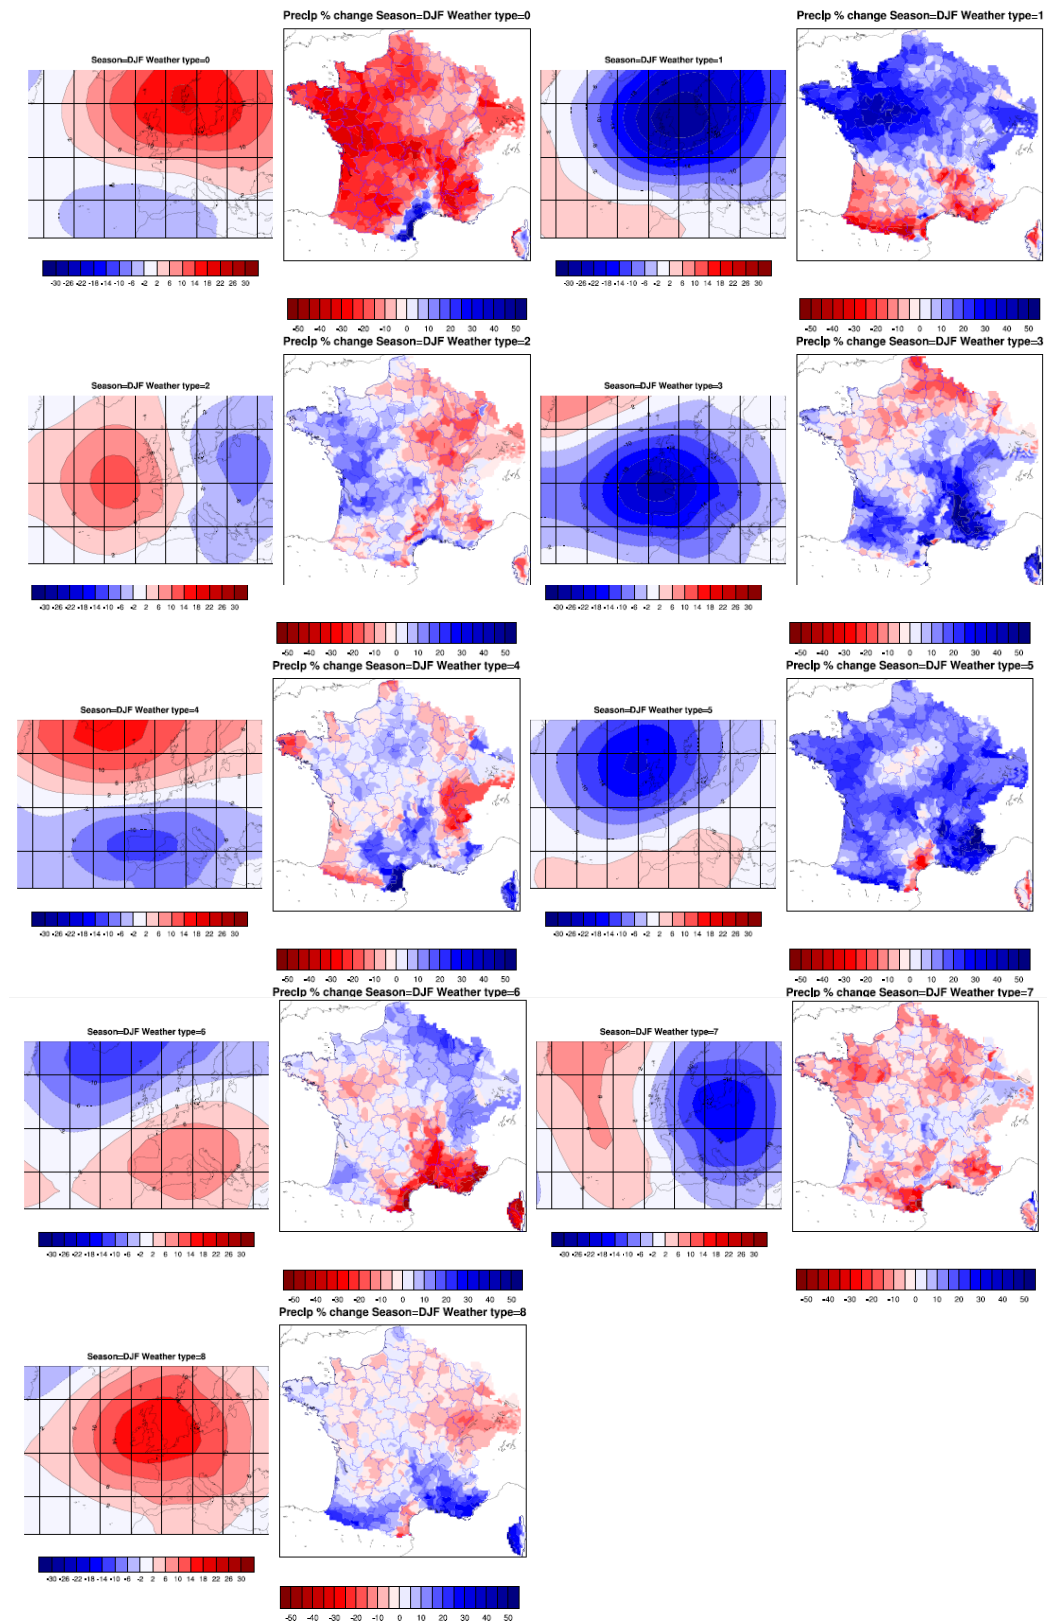 Precip % change Season=DJF Weather type=0
Precip % change Season=DJF Weather type=1
Season=DJF Weather type=0
Season=DJF Weather type=1
-30 -26 -22 -18 -14 -10 -6 -2 2 6 10 14 18 22 26 30
-30 -26 -22 -18 -14 -10 -6 -2 2 6 10 14 18 22 26 30
-50 -40 -30 -20 -10 0 10 20 30 40 50
-50 -40 -30 -20 -10 0 10 20 30 40 50
Precip % change Season=DJF Weather type=2
Precip % change Season=DJF Weather type=3
Season=DJF Weather type=2
Season=DJF Weather type=3
-30 -26 -22 -18 -14 -10 -6 -2 2 6 10 14 18 22 26 30
-30 -26 -22 -18 -14 -10 -6 -2 2 6 10 14 18 22 26 30
-50 -40 -30 -20 -10 0 10 20 30 40 50
-50 -40 -30 -20 -10 0 10 20 30 40 50
Precip % change Season=DJF Weather type=4
Precip % change Season=DJF Weather type=5
Season=DJF Weather type=4
Season=DJF Weather type=5
-30 -26 -22 -18 -14 -10 -6 -2 2 6 10 14 18 22 26 30
-30 -26 -22 -18 -14 -10 -6 -2 2 6 10 14 18 22 26 30
-50 -40 -30 -20 -10 0 10 20 30 40 50
-50 -40 -30 -20 -10 0 10 20 30 40 50
Precip % change Season=DJF Weather type=6
Precip % change Season=DJF Weather type=7
Season=DJF Weather type=6
Season=DJF Weather type=7
-30 -26 -22 -18 -14 -10 -6 -2 2 6 10 14 18 22 26 30
-30 -26 -22 -18 -14 -10 -6 -2 2 6 10 14 18 22 26 30
-50 -40 -30 -20 -10 0 10 20 30 40 50
-50 -40 -30 -20 -10 0 10 20 30 40 50
Precip % change Season=DJF Weather type=8
Season=DJF Weather type=8
-30 -26 -22 -18 -14 -10 -6 -2 2 6 10 14 18 22 26 30
-50 -40 -30 -20 -10 0 10 20 30 40 50